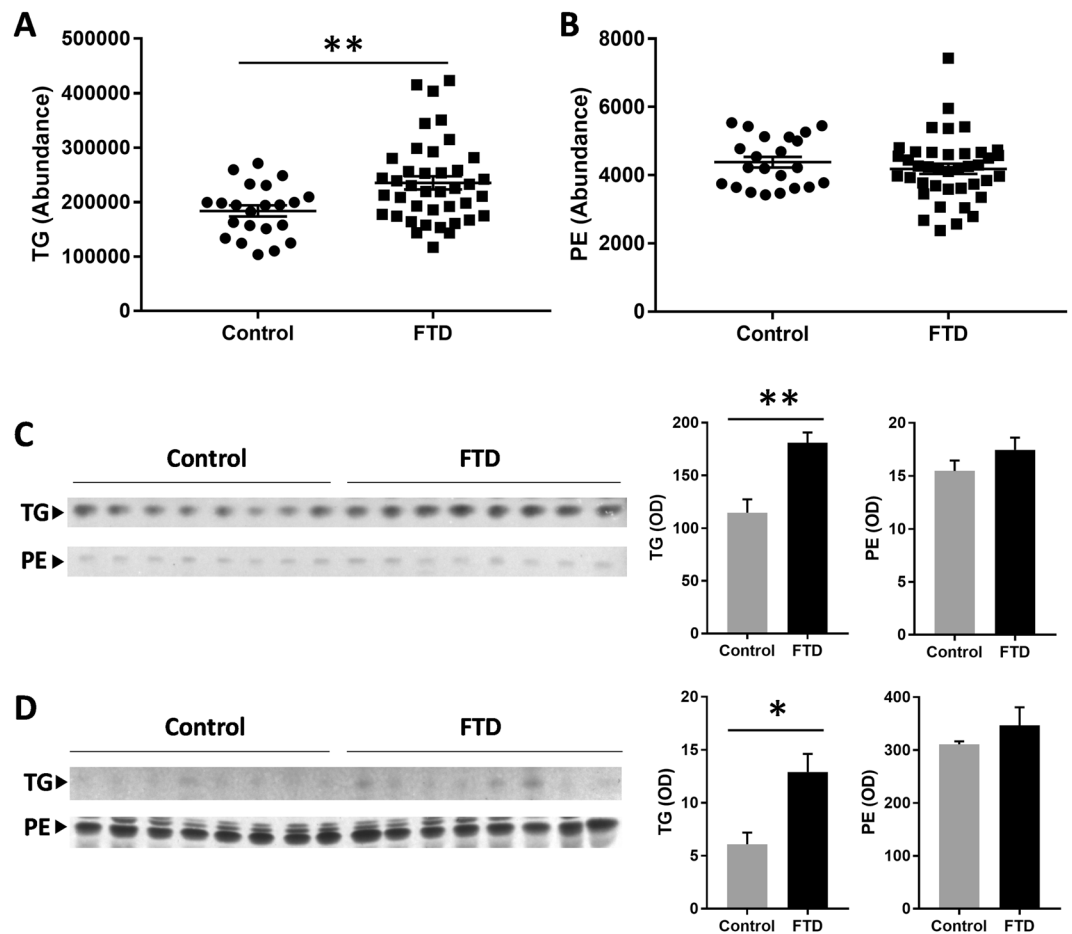 A
TG (Abundance)
500000
400000
300000
200000
100000
0
**
Control
FTD
B
PE (Abundance)
8000
6000
4000
2000
0
Control
FTD
C
Control
FTD
TG
PE
TG (OD)
200
150
100
50
0
**
Control
FTD
PE (OD)
20
15
10
5
0
Control
FTD
D
Control
FTD
TG
PE
TG (OD)
20
15
10
5
0
*
Control
FTD
PE (OD)
400
300
200
100
0
Control
FTD